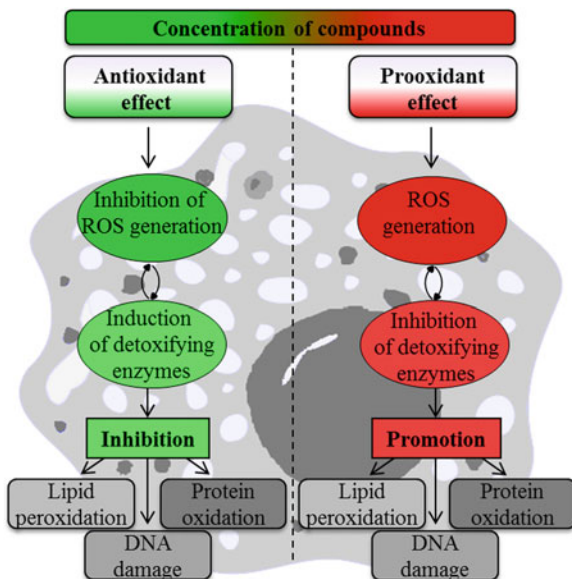 Concentration of compounds
Antioxidant
effect
Inhibition of
ROS generation
Induction
of detoxifying
enzymes
Inhibition
Lipid
peroxidation
Protein
oxidation
DNA
damage
Prooxidant
effect
ROS
generation
Inhibition
of detoxifying
enzymes
Promotion
Lipid
peroxidation
Protein
oxidation
DNA
damage